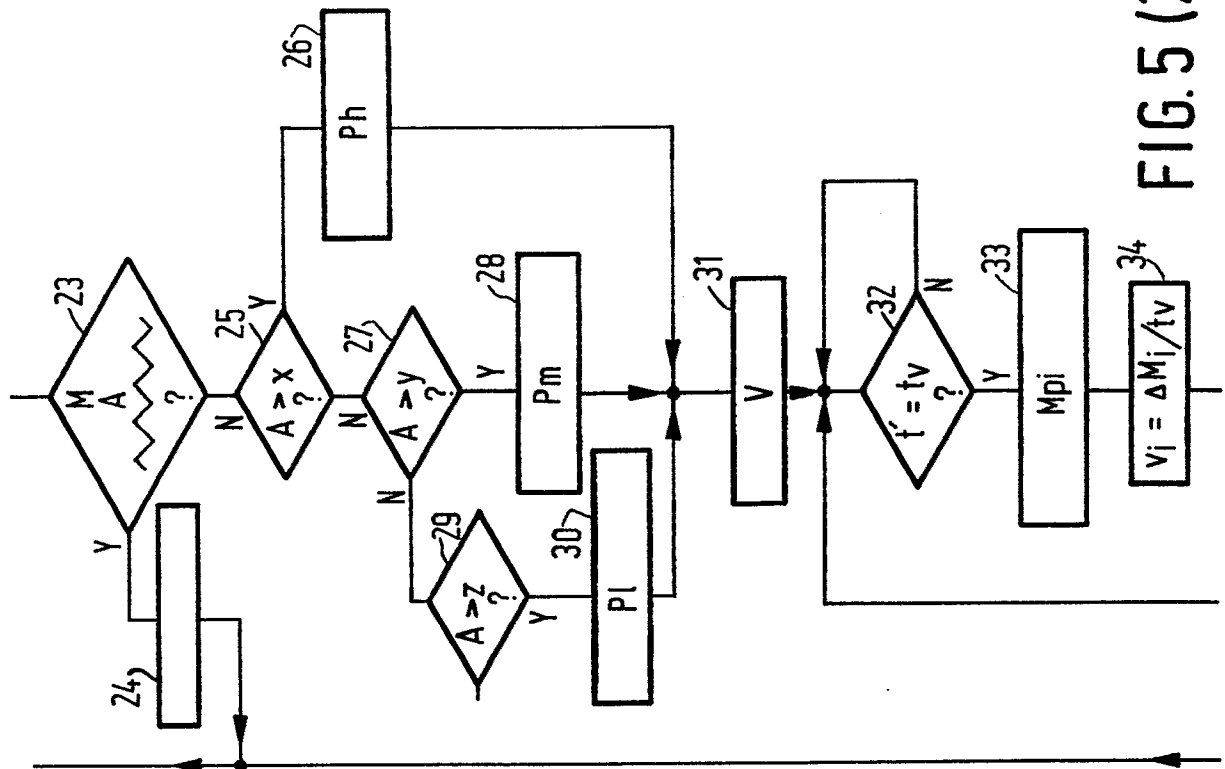 23
M
A
?
Y
N
24
25
A > x
?
Y
N
26
Ph
27
A > y
?
N
Y
28
Pm
29
A > z
?
Y
30
Pl
31
V
32
t' = tv
?
N
Y
33
Mpi
34
vi = ΔMi/tv
FIG. 5 (